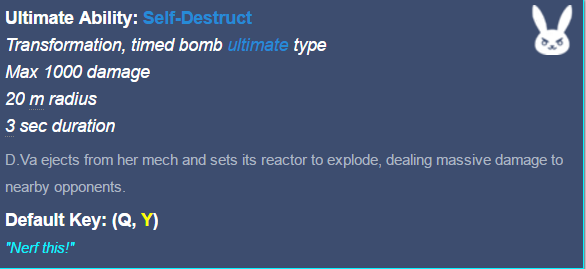 Ultimate Ability: Self-Destruct
Transformation, timed bomb ultimate type
Max 1000 damage
20 m radius
3 sec duration
D.Va ejects from her mech and sets its reactor to explode, dealing massive damage to
nearby opponents.
Default Key: (Q, Y)
"Nerf this!"